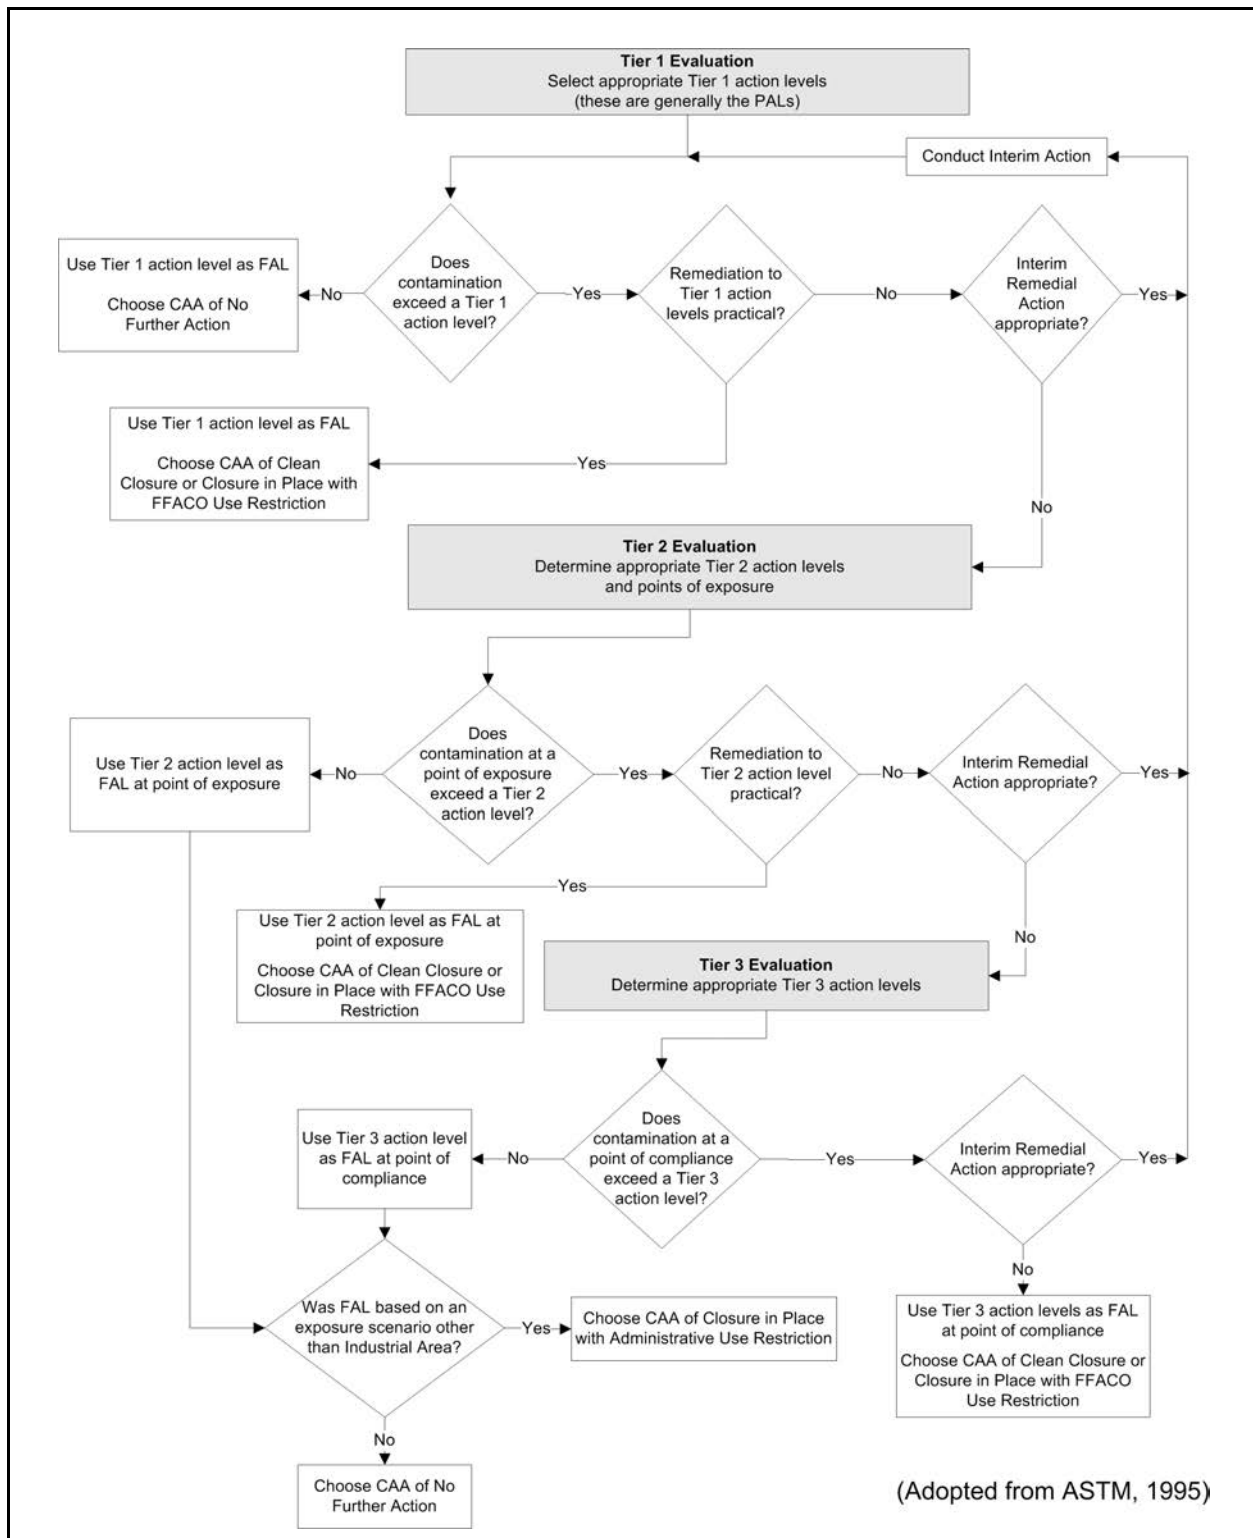 Tier 1 Evaluation
Select appropriate Tier 1 action levels
(these are generally the PALs)
Conduct Interim Action
Use Tier 1 action level as FAL
Choose CAA of No
Further Action
No
Does
contamination
exceed a Tier 1
action level?
Yes
Remediation to
Tier 1 action
levels practical?
No
Interim
Remedial
Action
appropriate?
Yes
Use Tier 1 action level as FAL
Choose CAA of Clean
Closure or Closure in Place with
FFACO Use Restriction
Yes
No
Tier 2 Evaluation
Determine appropriate Tier 2 action levels
and points of exposure
Use Tier 2 action level as
FAL at point of exposure
No
Does
contamination at a
point of exposure
exceed a Tier 2
action level?
Yes
Remediation to
Tier 2 action level
practical?
No
Interim Remedial
Action appropriate?
Yes
Yes
Use Tier 2 action level as FAL at
point of exposure
Choose CAA of Clean Closure or
Closure in Place with FFACO Use
Restriction
No
Tier 3 Evaluation
Determine appropriate Tier 3 action levels
Use Tier 3 action level
as FAL at point of
compliance
No
Does
contamination at a
point of compliance
exceed a Tier 3
action level?
Yes
Interim Remedial
Action appropriate?
Yes
No
Was FAL based on an
exposure scenario other
than Industrial Area?
Yes
Choose CAA of Closure in Place
with Administrative Use Restriction
Use Tier 3 action levels as FAL
at point of compliance
Choose CAA of Clean Closure or
Closure in Place with FFACO
Use Restriction
No
Choose CAA of No
Further Action
(Adopted from ASTM, 1995)